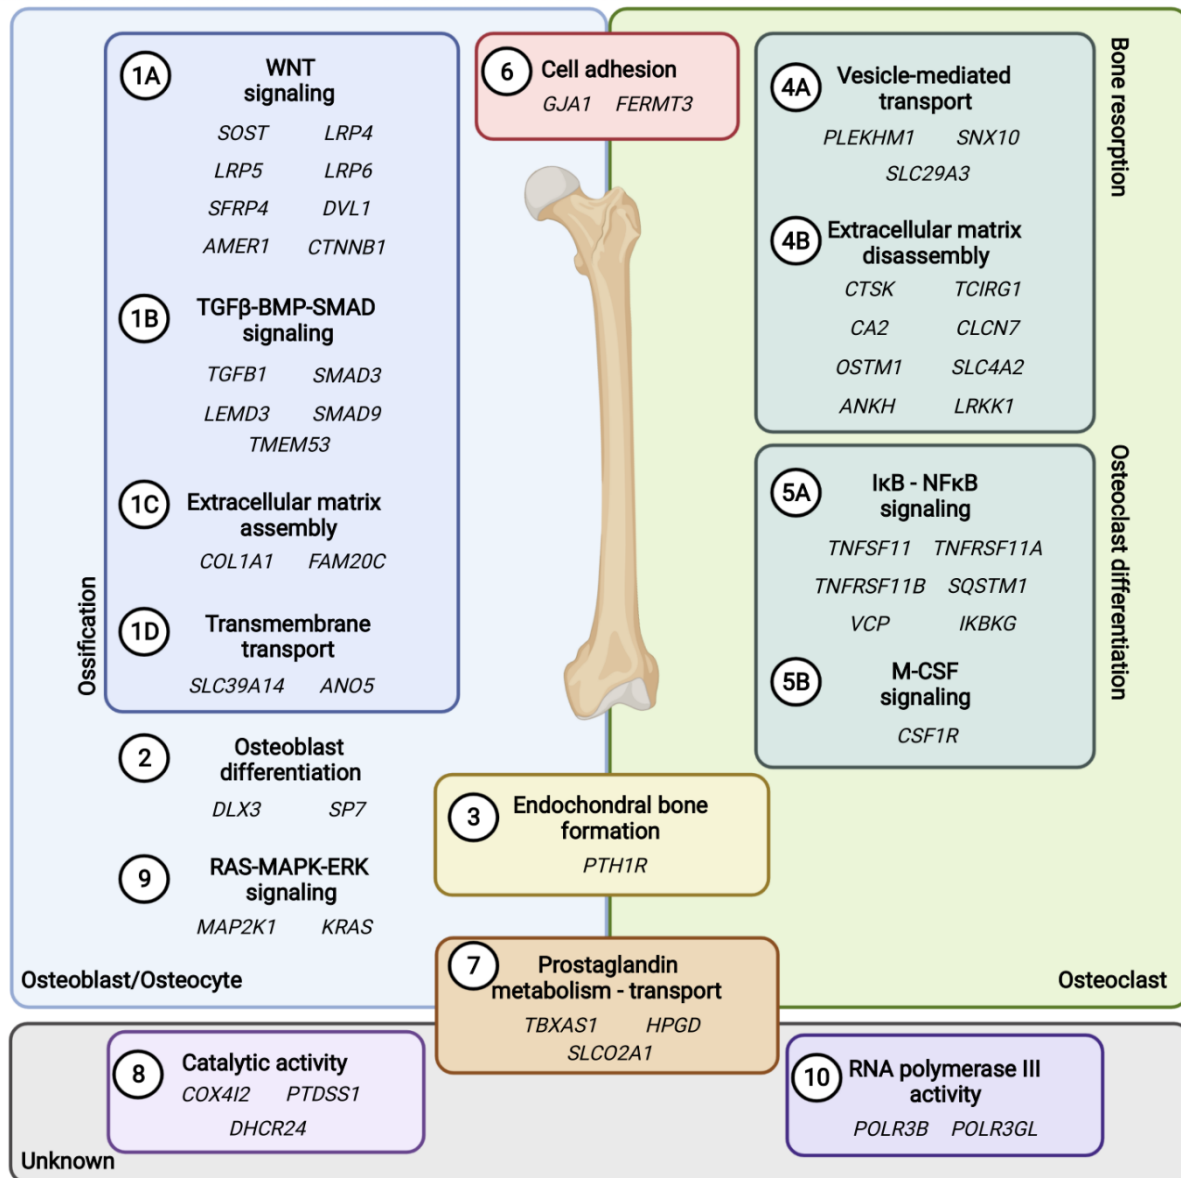 1A
WNT
signaling
SOST LRP4
LRP5 LRP6
SFRP4 DVL1
AMER1 CTNNB1
1B
TGFβ-BMP-SMAD
signaling
TGFB1 SMAD3
LEMD3 SMAD9
TMEM53
1C
Extracellular matrix
assembly
COL1A1 FAM20C
1D
Transmembrane
transport
SLC39A14 ANO5
Ossification
2
Osteoblast
differentiation
DLX3 SP7
9
RAS-MAPK-ERK
signaling
MAP2K1 KRAS
Osteoblast/Osteocyte
6
Cell adhesion
GJA1 FERMT3
3
Endochondral bone
formation
PTH1R
7
Prostaglandin
metabolism - transport
TBXAS1 HPGD
SLCO2A1
4A
Vesicle-mediated
transport
PLEKHM1 SNX10
SLC29A3
4B
Extracellular matrix
disassembly
CTSK TCIRG1
CA2 CLCN7
OSTM1 SLC4A2
ANKH LRKK1
Bone resorption
5A
IκB - NFκB
signaling
TNFSF11 TNFRSF11A
TNFRSF11B SQSTM1
VCP IKBKG
5B
M-CSF
signaling
CSF1R
Osteoclast differentiation
Osteoclast
8
Catalytic activity
COX4I2 PTDSS1
DHCR24
10
RNA polymerase III
activity
POLR3B POLR3GL
Unknown